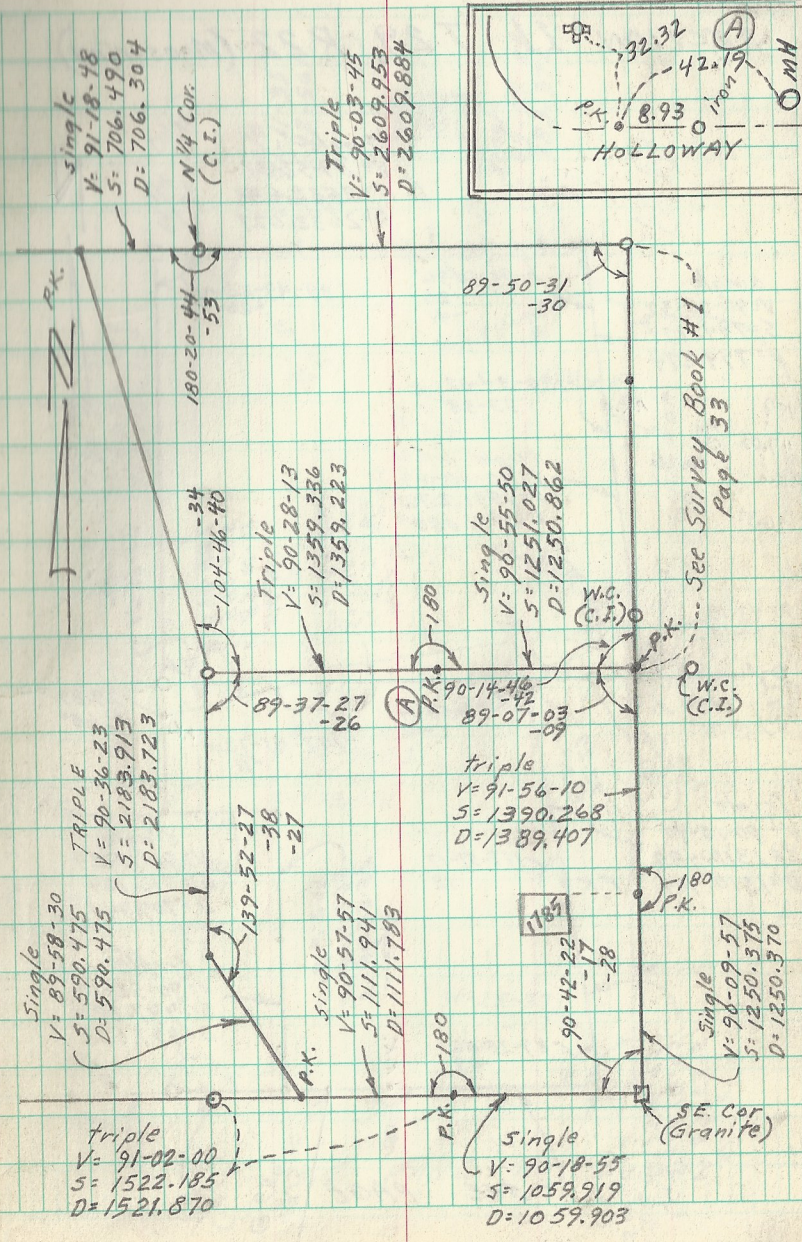 single
V= 91-18-48
S= 706.490
D= 706.304
N 1/4 Cor.
(C.I.)
Triple
V= 90-03-45
S= 2609.953
D= 2609.884
A
32.32
42.19
P.K.
8.93
iron
MH
HOLLOWAY
P.K.
N
180-20-44
-53
89-50-31
-30
See Survey Book #1
Page 33
-34
104-46-40
Triple
V= 90-28-13
S= 1359.336
D= 1359.223
Single
V= 90-55-50
S= 1251.027
D= 1250.862
W.C.
(C.I.)
P.K.
180
P.K.
A
89-37-27
-26
90-14-46
-42
89-07-03
-09
W.C.
(C.I.)
TRIPLE
V= 90-36-23
S= 2183.913
D= 2183.723
triple
V= 91-56-10
S= 1390.268
D= 1389.407
139-52-27
-38
-27
180
P.K.
1785
Single
V= 89-58-30
S= 590.475
D= 590.475
Single
V= 90-57-57
S= 1111.941
D= 1111.783
90-42-22
-17
-28
Single
V= 90-09-57
S= 1250.375
D= 1250.370
P.K.
180
P.K.
S.E. Cor
(Granite)
triple
V= 91-02-00
S= 1522.185
D= 1521.870
Single
V= 90-18-55
S= 1059.919
D= 1059.903